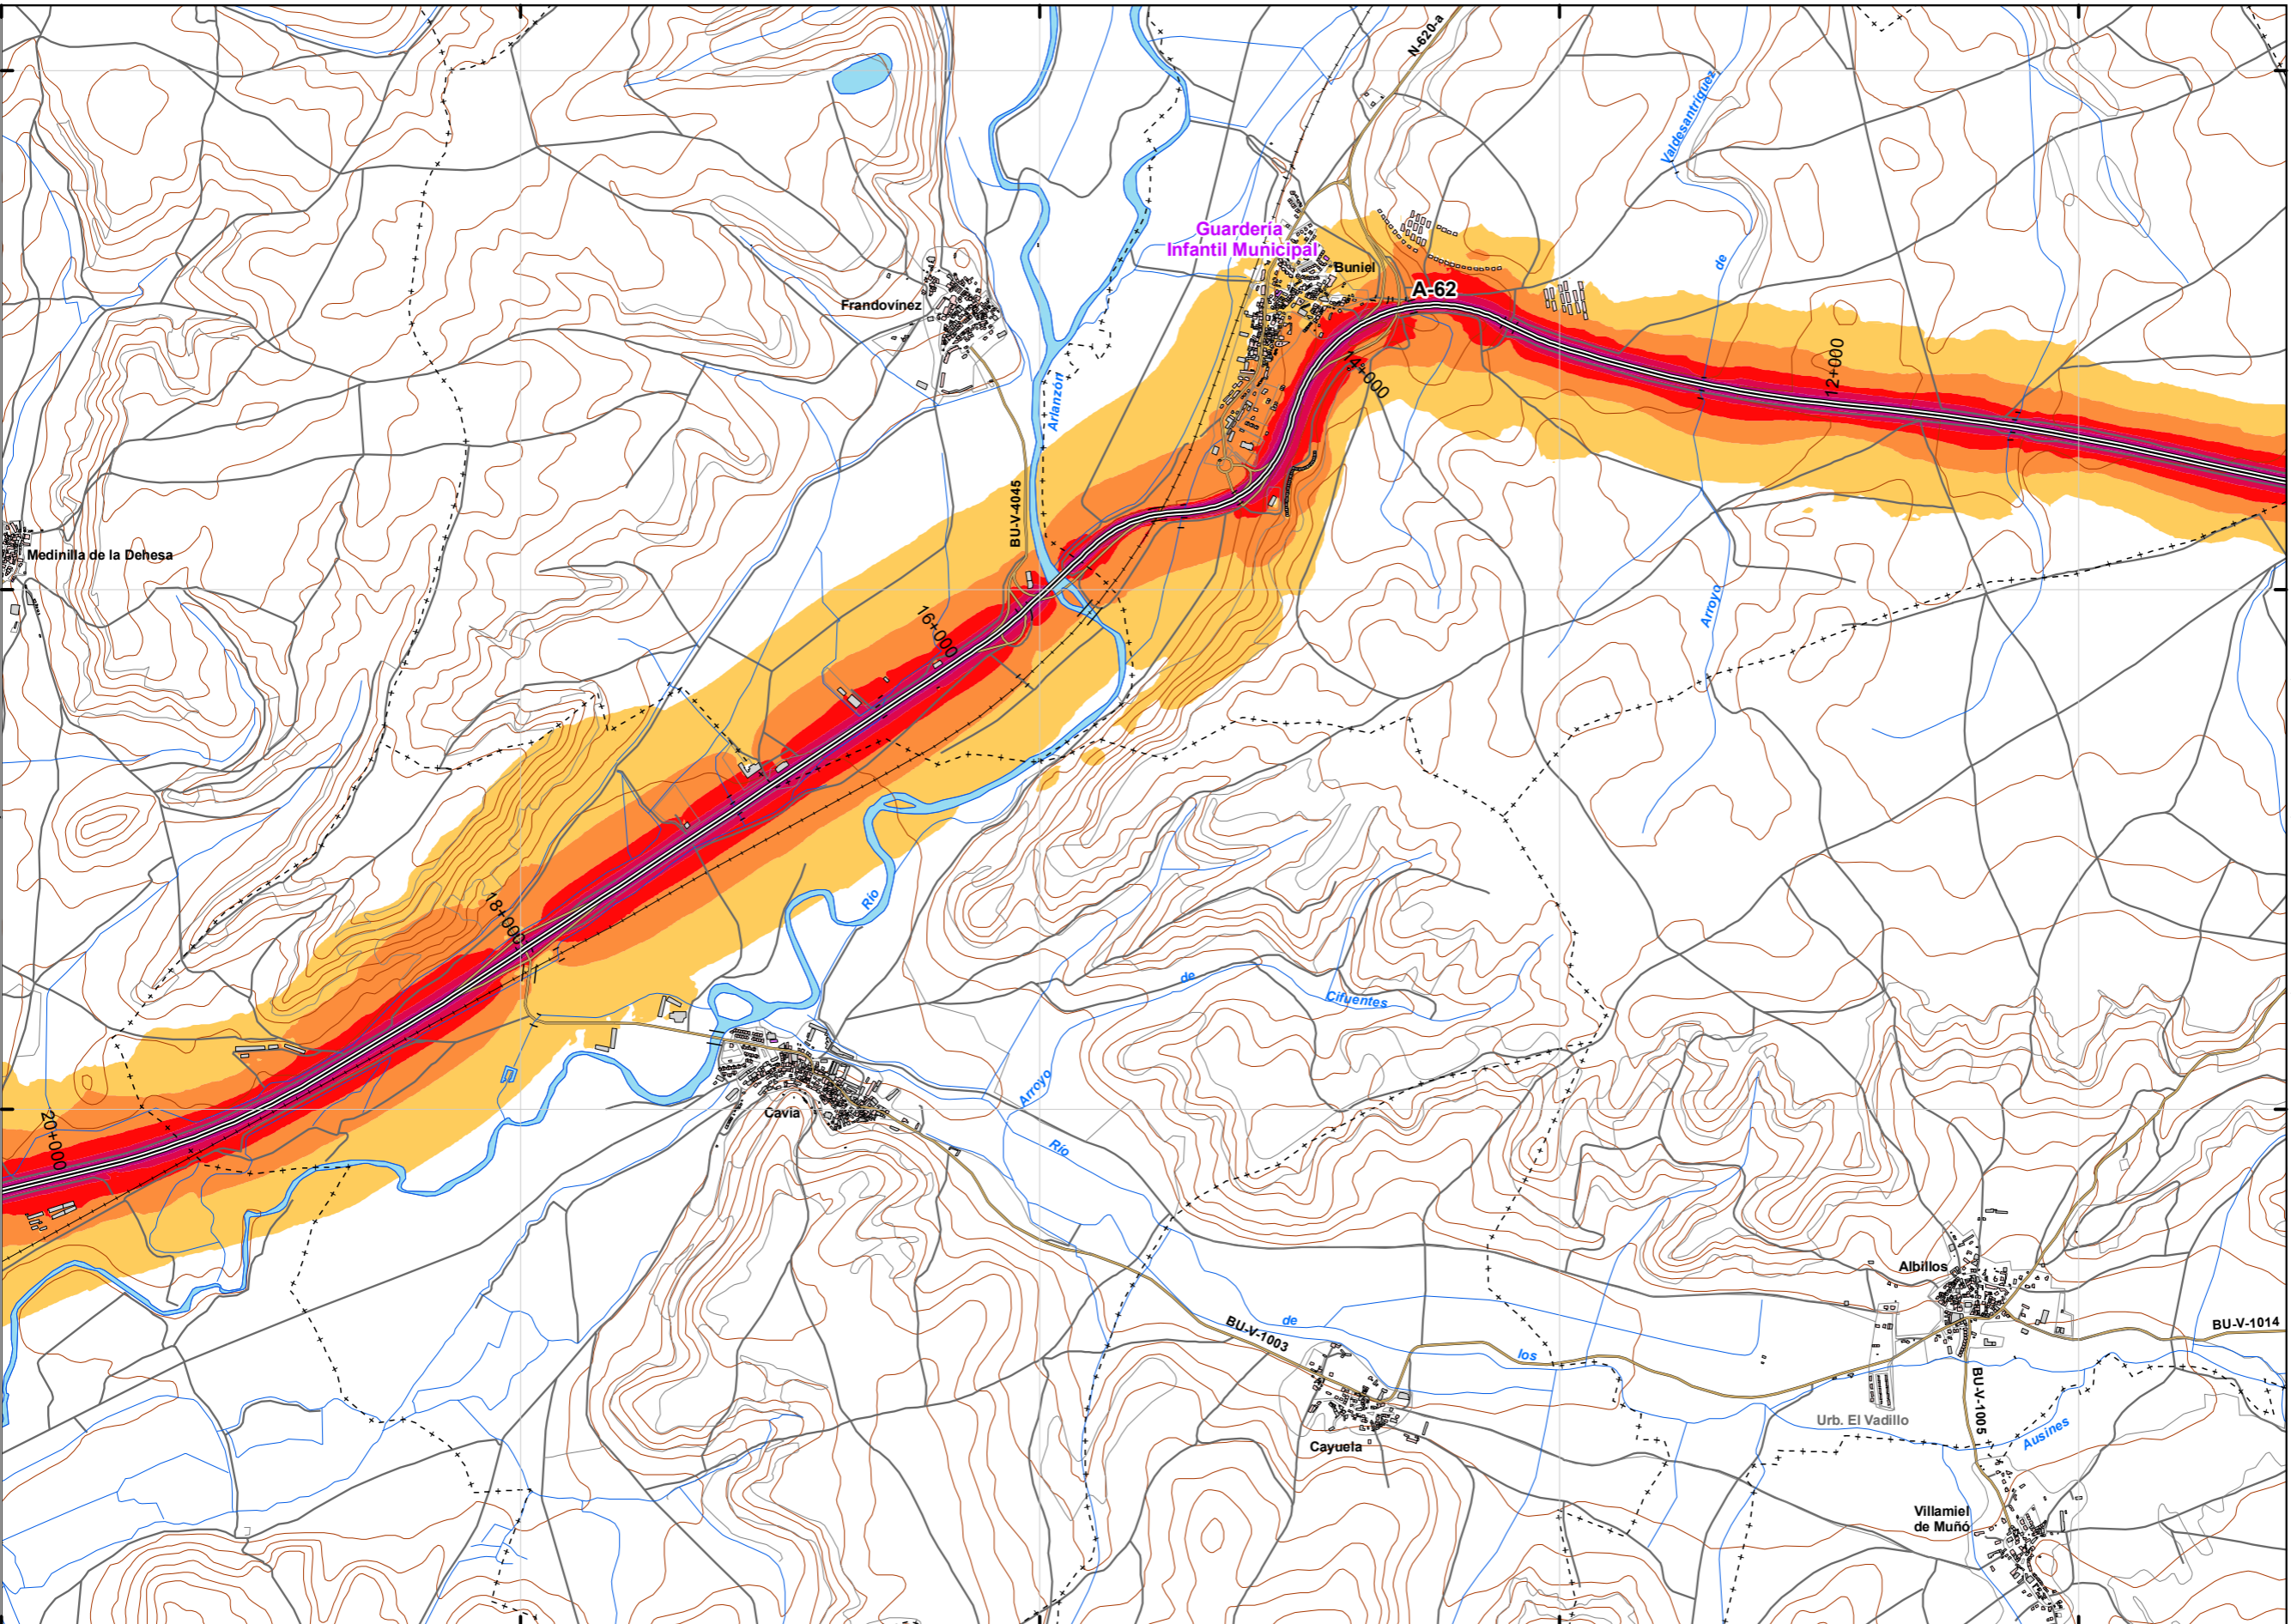 N-620-a
Valdesantríguez
de
Arroyo
Guardería
Infantil Municipal
Buniel
A-62
Frandovínez
14+000
12+000
Arlanzón
BU-V-4045
Medinilla de la Dehesa
16+000
Río
18+000
de
Cifuentes
Arroyo
Cavia
Río
20+000
Albillos
BU-V-1014
de
BU-V-1003
los
BU-V-1005
Urb. El Vadillo
Ausines
Cayuela
Villamiel
de Muñó